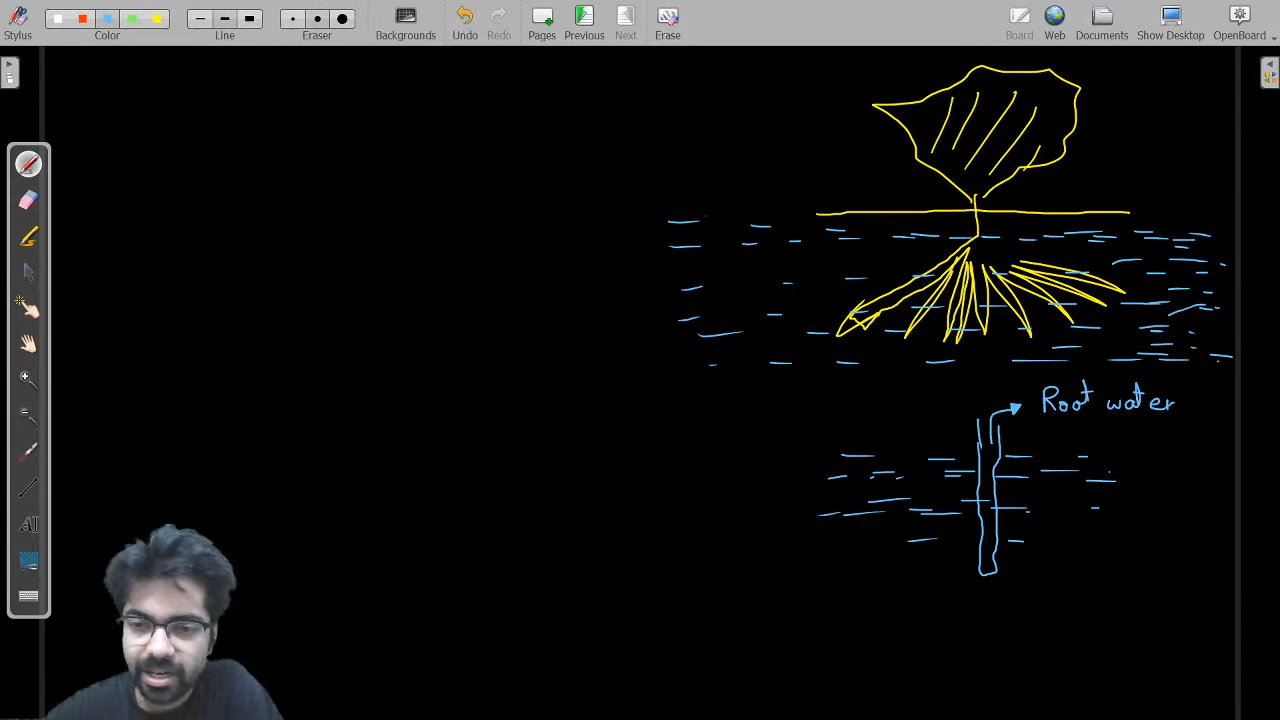 Stylus Color Line Eraser Backgrounds Undo Redo Pages Previous Next Erase Board Web Documents Show Desktop OpenBoard
Root water
AI